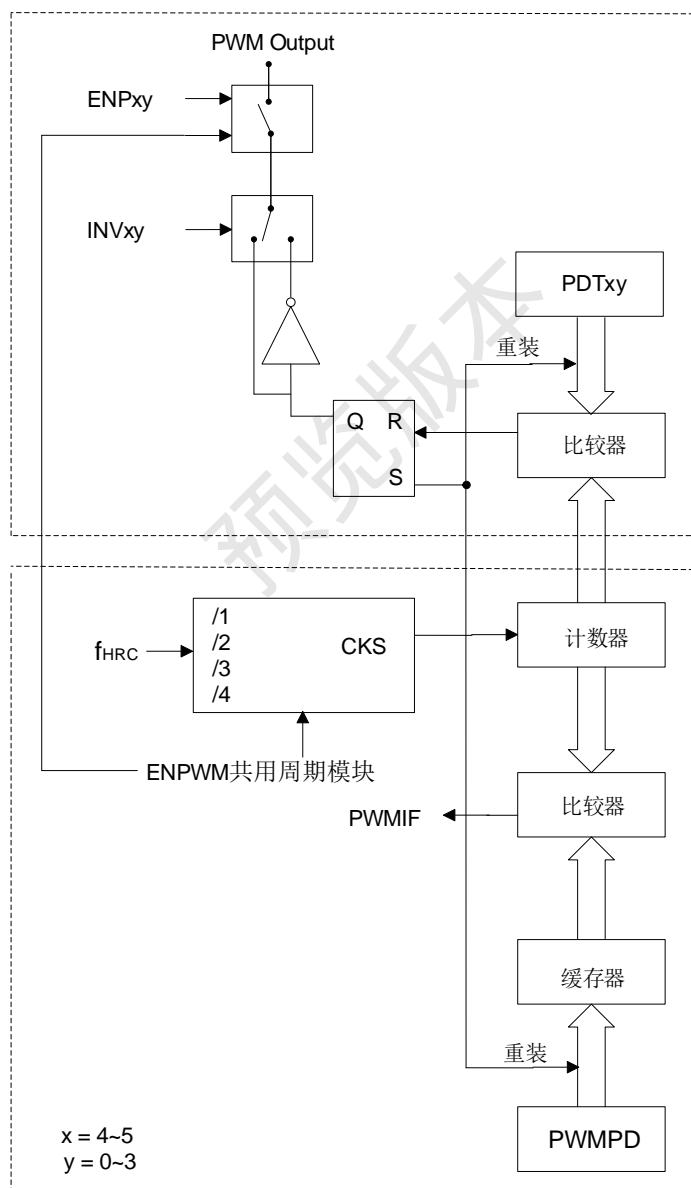 PWM Output
ENPxy
INVxy
PDTxy
重装
Q R
S
比较器
预览版本
/1
/2
/3
/4
CKS
fHRC
计数器
ENPWM共用周期模块
PWMIF
比较器
缓存器
重装
PWMPD
x = 4~5
y = 0~3